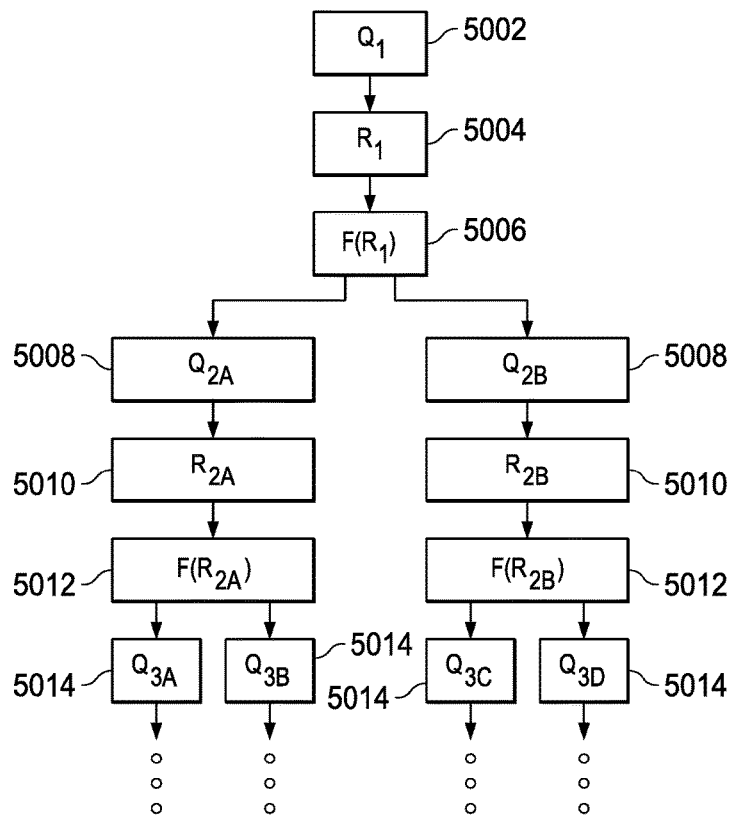 Q1 5002
R1 5004
F(R1) 5006
5008 Q2A Q2B 5008
5010 R2A R2B 5010
5012 F(R2A) F(R2B) 5012
5014 Q3A Q3B 5014 5014 Q3C Q3D 5014